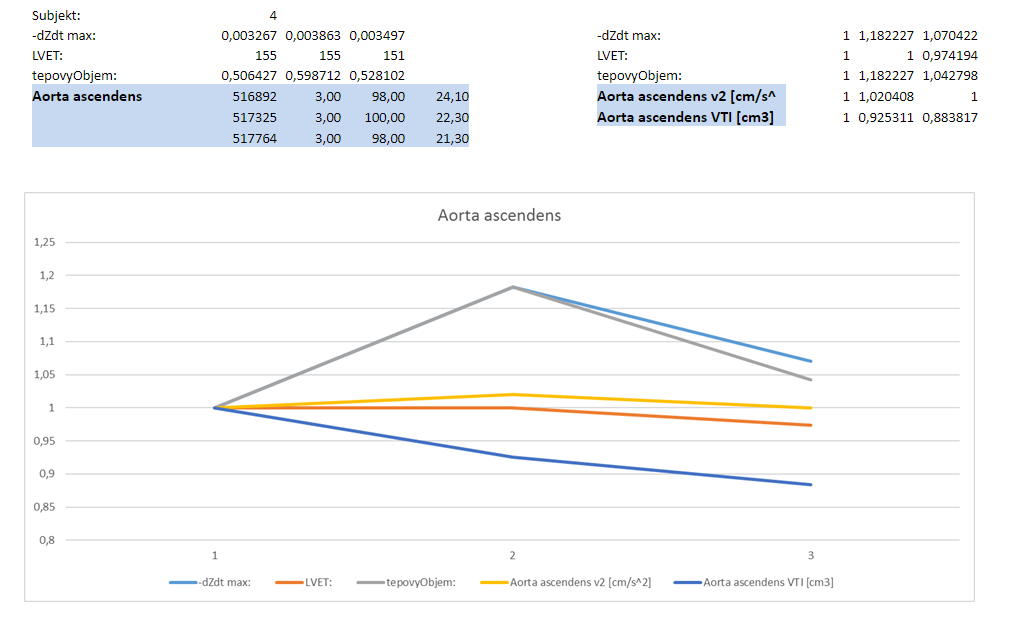 Subjekt: 4
-dZdt max: 0,003267 0,003863 0,003497
LVET: 155 155 151
tepovyObjem: 0,506427 0,598712 0,528102
Aorta ascendens 516892 3,00 98,00 24,10
517325 3,00 100,00 22,30
517764 3,00 98,00 21,30
-dZdt max: 1 1,182227 1,070422
LVET: 1 1 0,974194
tepovyObjem: 1 1,182227 1,042798
Aorta ascendens v2 [cm/s^ 1 1,020408 1
Aorta ascendens VTI [cm3] 1 0,925311 0,883817
Aorta ascendens
1,25
1,2
1,15
1,1
1,05
1
0,95
0,9
0,85
0,8
1 2 3
-dZdt max: LVET: tepovyObjem: Aorta ascendens v2 [cm/s^2] Aorta ascendens VTI [cm3]